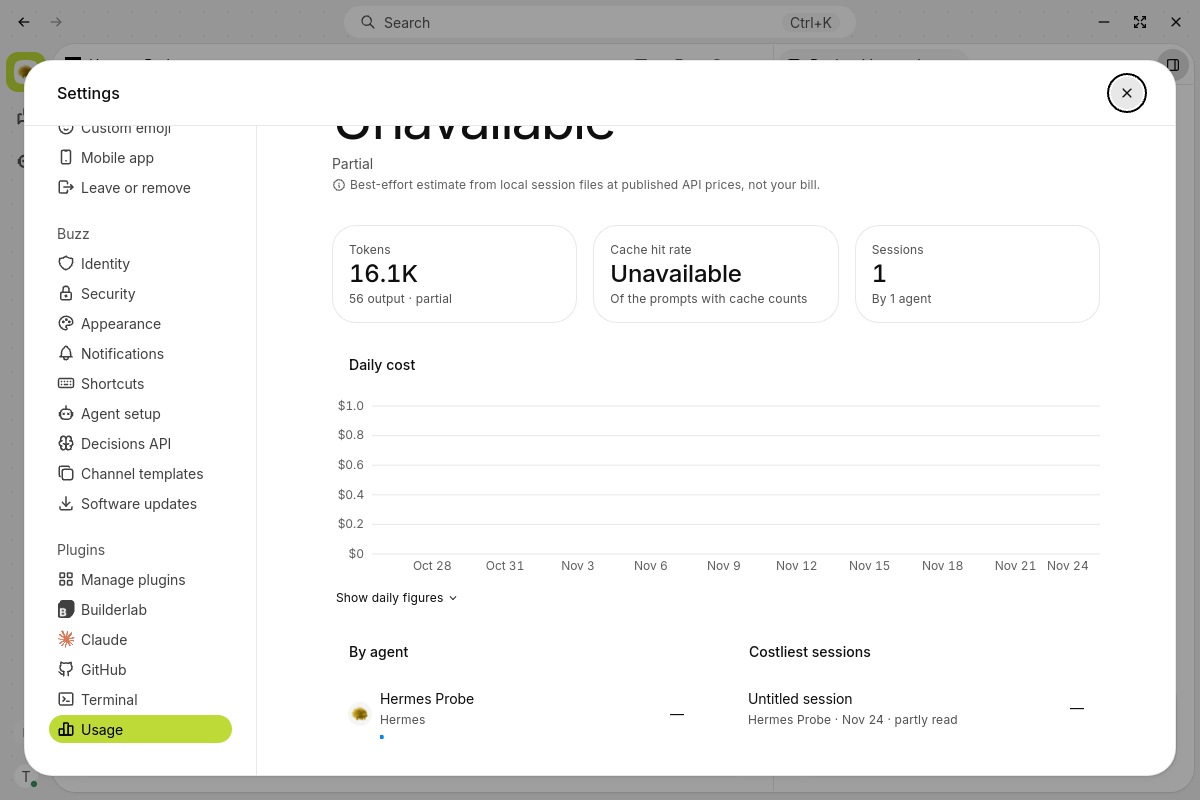 Search
Ctrl+K
Settings
Custom emoji
Mobile app
Leave or remove
Buzz
Identity
Security
Appearance
Notifications
Shortcuts
Agent setup
Decisions API
Channel templates
Software updates
Plugins
Manage plugins
B
Builderlab
Claude
GitHub
Terminal
Usage
T
Unavailable
Partial
Best-effort estimate from local session files at published API prices, not your bill.
Tokens
16.1K
56 output · partial
Cache hit rate
Unavailable
Of the prompts with cache counts
Sessions
1
By 1 agent
Daily cost
$1.0
$0.8
$0.6
$0.4
$0.2
$0
Oct 28 Oct 31 Nov 3 Nov 6 Nov 9 Nov 12 Nov 15 Nov 18 Nov 21 Nov 24
Show daily figures
By agent
Hermes Probe
Hermes
—
Costliest sessions
Untitled session
Hermes Probe · Nov 24 · partly read
—